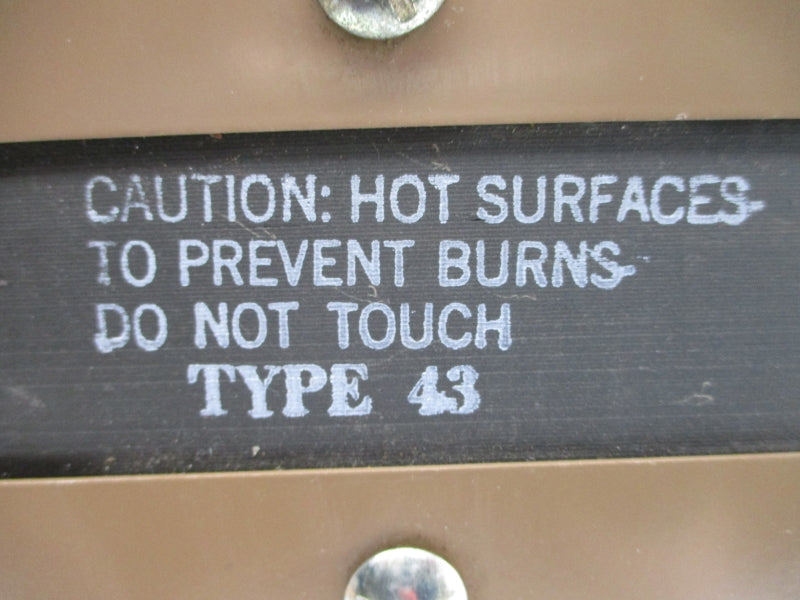 CAUTION: HOT SURFACES
TO PREVENT BURNS
DO NOT TOUCH
TYPE 43